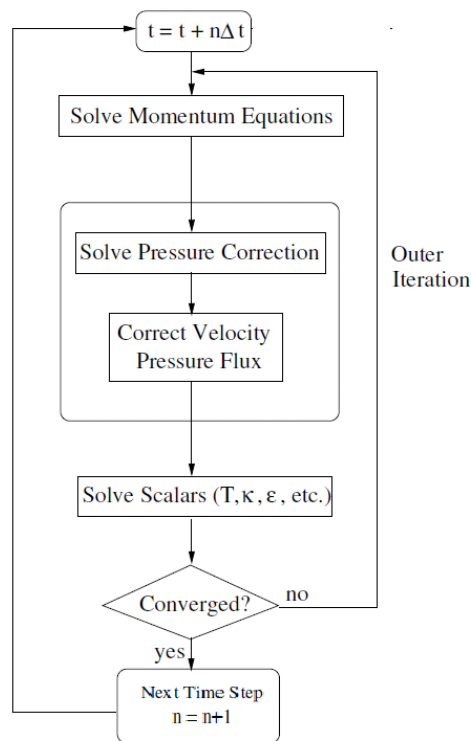 t = t + nΔt
Solve Momentum Equations
Solve Pressure Correction
Outer
Iteration
Correct Velocity
Pressure Flux
Solve Scalars (T,κ,ε, etc.)
Converged?
no
yes
Next Time Step
n = n+1